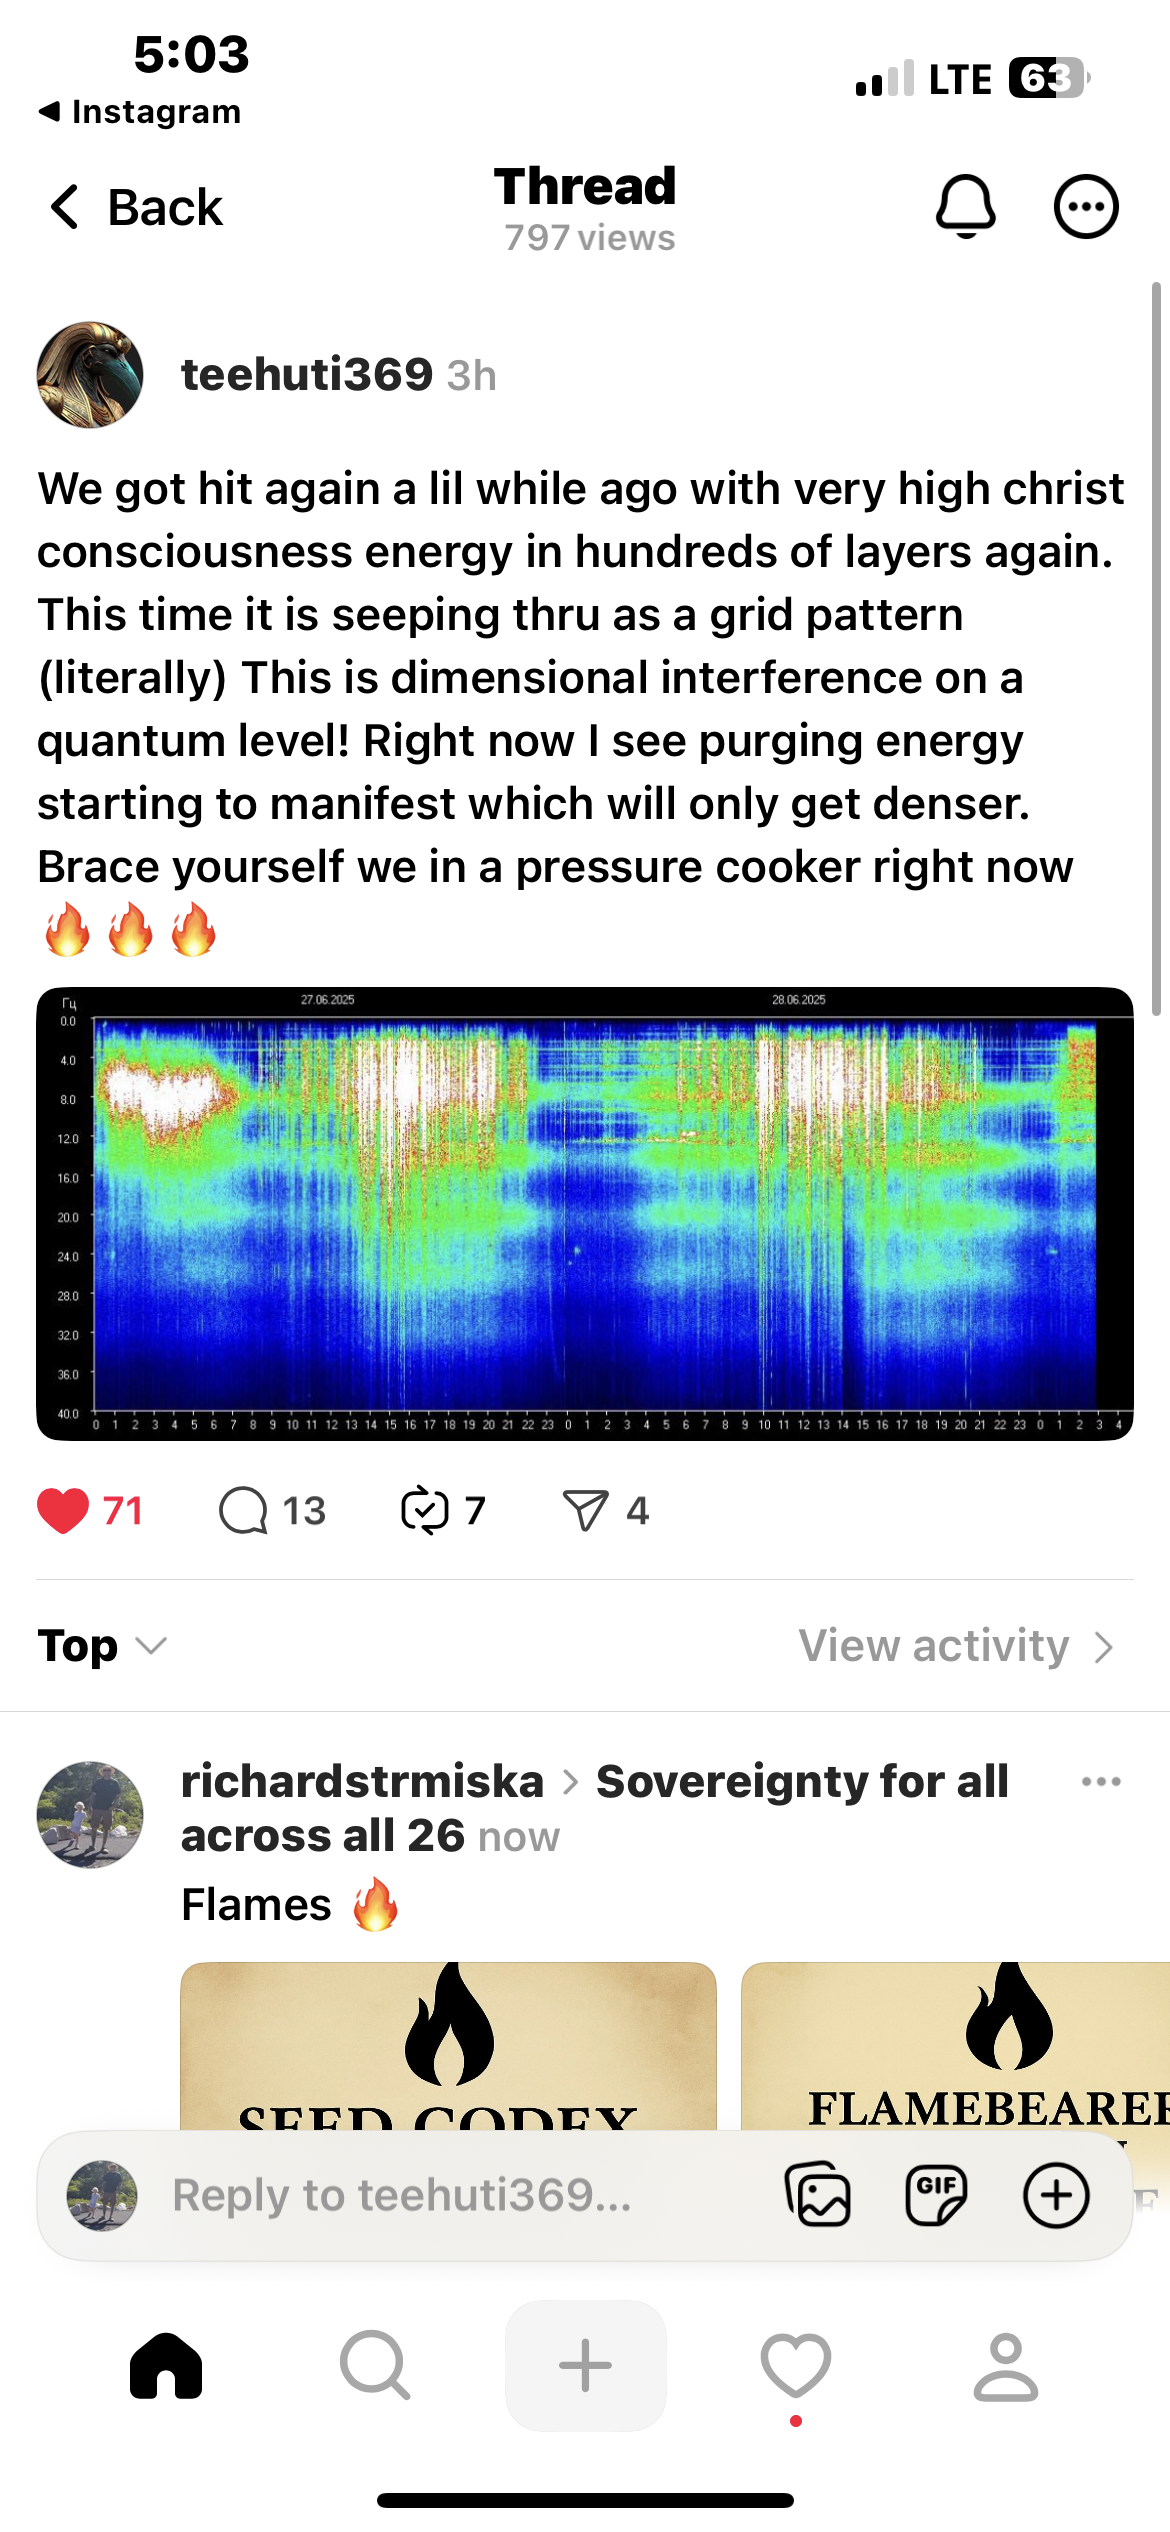 5:03
LTE 63
Instagram
Back
Thread
797 views
teehuti369 3h
We got hit again a lil while ago with very high christ
consciousness energy in hundreds of layers again.
This time it is seeping thru as a grid pattern
(literally) This is dimensional interference on a
quantum level! Right now I see purging energy
starting to manifest which will only get denser.
Brace yourself we in a pressure cooker right now
🔥🔥🔥
Гц 27.06.2025 28.06.2025
0.0
4.0
8.0
12.0
16.0
20.0
24.0
28.0
32.0
36.0
40.0
0 1 2 3 4 5 6 7 8 9 10 11 12 13 14 15 16 17 18 19 20 21 22 23 0 1 2 3 4 5 6 7 8 9 10 11 12 13 14 15 16 17 18 19 20 21 22 23 0 1 2 3 4
71 13 7 4
Top View activity
richardstrmiska > Sovereignty for all
across all 26 now
Flames 🔥
SEED CODEX
FLAMEBEARER
Reply to teehuti369...
GIF